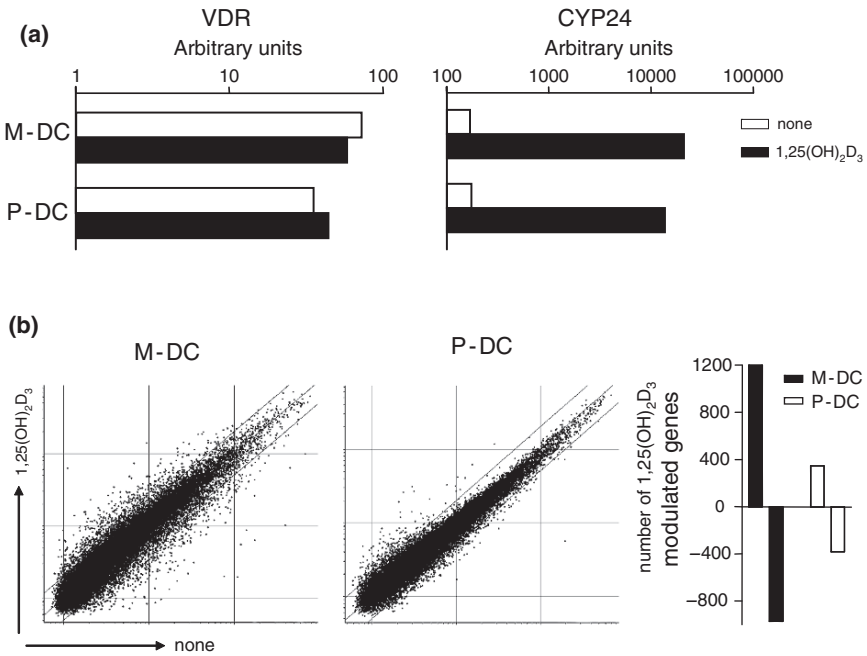 (a)
VDR
Arbitrary units
1 10 100
CYP24
Arbitrary units
100 1000 10000 100000
M-DC
P-DC
none
1,25(OH)₂D₃
(b)
M-DC
P-DC
1,25(OH)₂D₃
none
number of 1,25(OH)₂D₃
modulated genes
1200
800
400
0
−400
−800
M-DC
P-DC